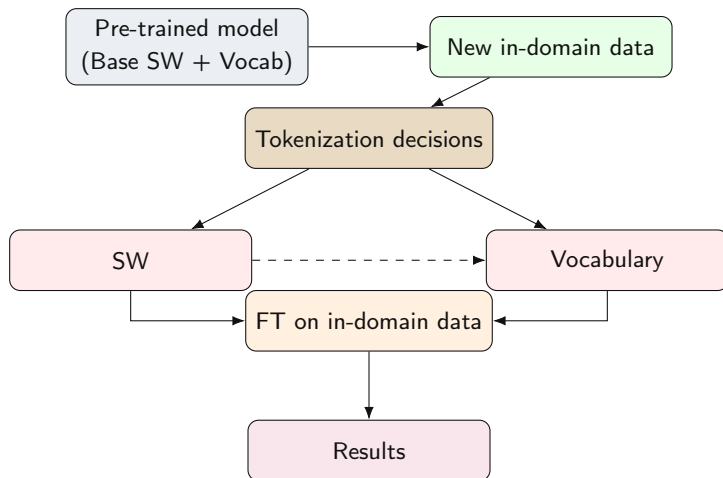 Pre-trained model
(Base SW + Vocab)
New in-domain data
Tokenization decisions
SW
Vocabulary
FT on in-domain data
Results